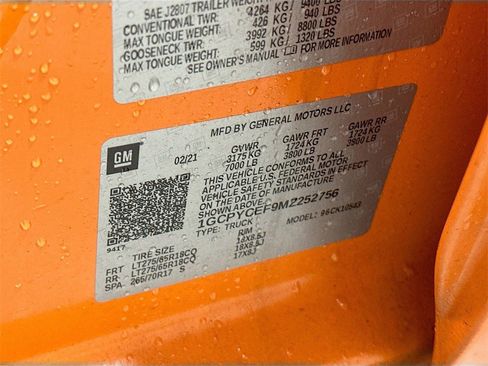 SAE J2807 TRAILER WEIGHT
4264 KG / 9400 LBS
CONVENTIONAL TWR: 426 KG / 940 LBS
MAX TONGUE WEIGHT: 3992 KG / 8800 LBS
GOOSENECK TWR: 599 KG / 1320 LBS
MAX TONGUE WEIGHT:
SEE OWNER'S MANUAL FOR MORE INFORMATION
MFD BY GENERAL MOTORS LLC
GM
02/21
GVWR GAWR FRT GAWR RR
3175 KG 1724 KG 1724 KG
7000 LB 3800 LB 3800 LB
THIS VEHICLE CONFORMS TO ALL
APPLICABLE U.S. FEDERAL MOTOR
VEHICLE SAFETY STANDARDS IN
EFFECT ON THE DATE OF MANUFACTURE
SHOWN ABOVE.
1GCPYCEF9MZ252756
TYPE: TRUCK MODEL: 96CK10543
9417
TIRE SIZE RIM
FRT LT275/65R18CQ 18X8.5J
RR LT275/65R18CQ 18X8.5J
SPA 265/70R17 S 17X8J